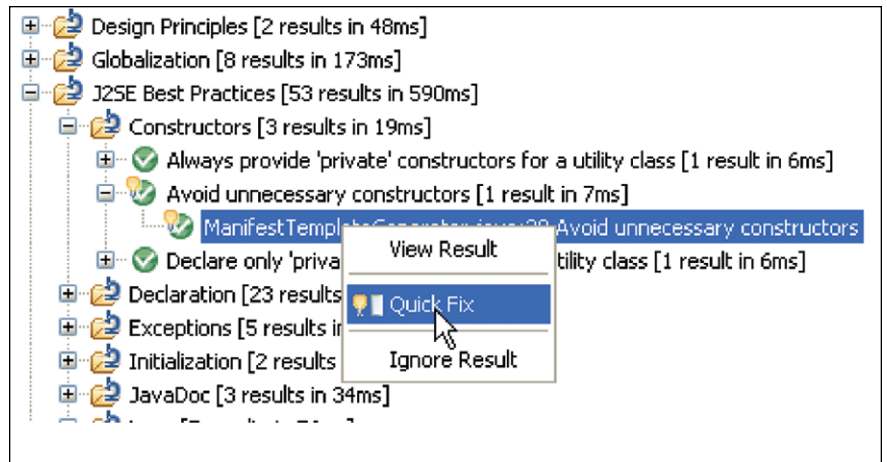 Design Principles [2 results in 48ms]
Globalization [8 results in 173ms]
J2SE Best Practices [53 results in 590ms]
Constructors [3 results in 19ms]
Always provide 'private' constructors for a utility class [1 result in 6ms]
Avoid unnecessary constructors [1 result in 7ms]
Avoid unnecessary constructors
View Result
Declare only 'priva tility class [1 result in 6ms]
Declaration [23 results
Quick Fix
Exceptions [5 results in
Initialization [2 results
Ignore Result
JavaDoc [3 results in 34ms]